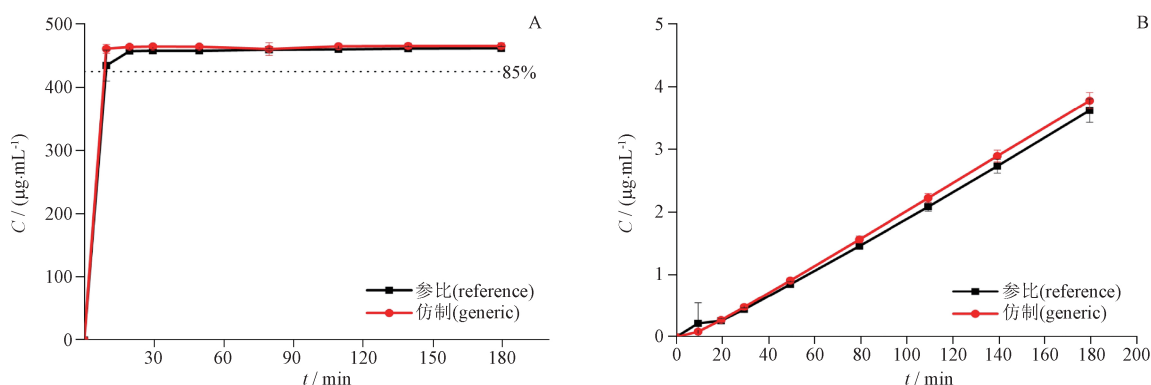 A
500
400
300
200
100
0
C / (μg·mL⁻¹)
85%
参比(reference)
仿制(generic)
30 60 90 120 150 180
t / min
B
5
4
3
2
1
0
C / (μg·mL⁻¹)
参比(reference)
仿制(generic)
0 20 40 60 80 100 120 140 160 180 200
t / min